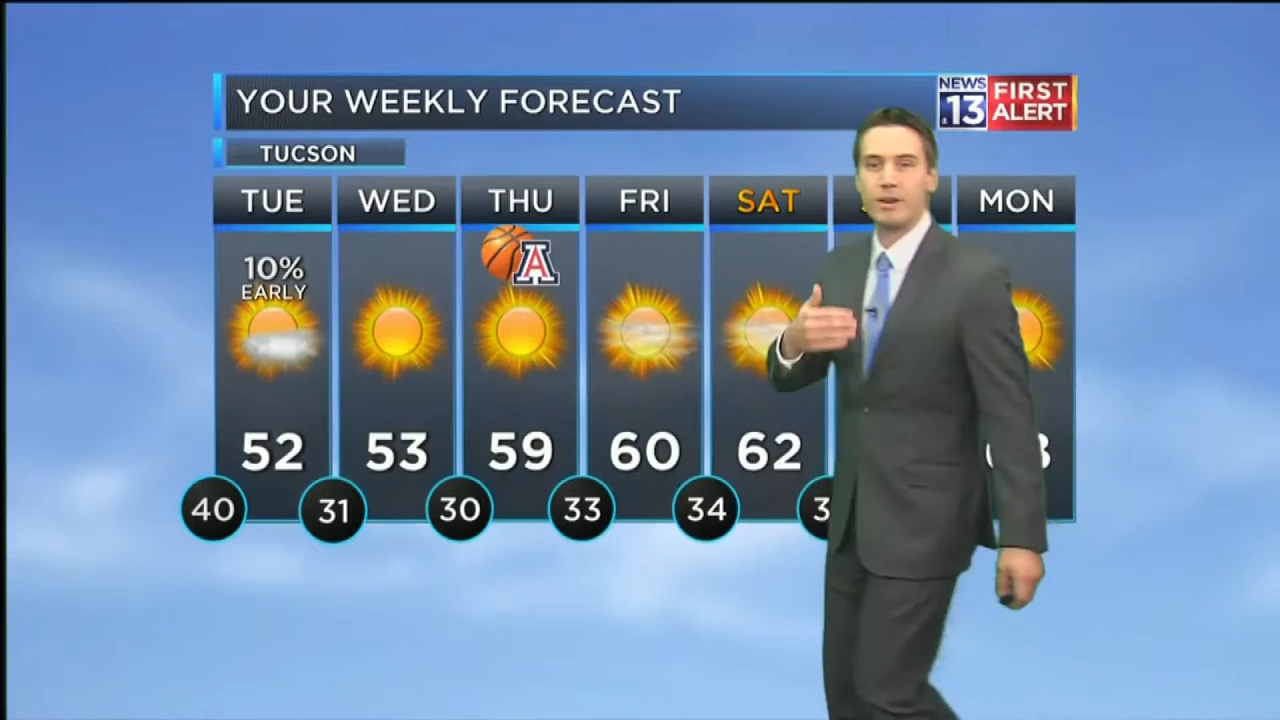 YOUR WEEKLY FORECAST
NEWS
13
FIRST
ALERT
TUCSON
TUE WED THU FRI SAT MON
10%
EARLY
A
52 53 59 60 62
40 31 30 33 34